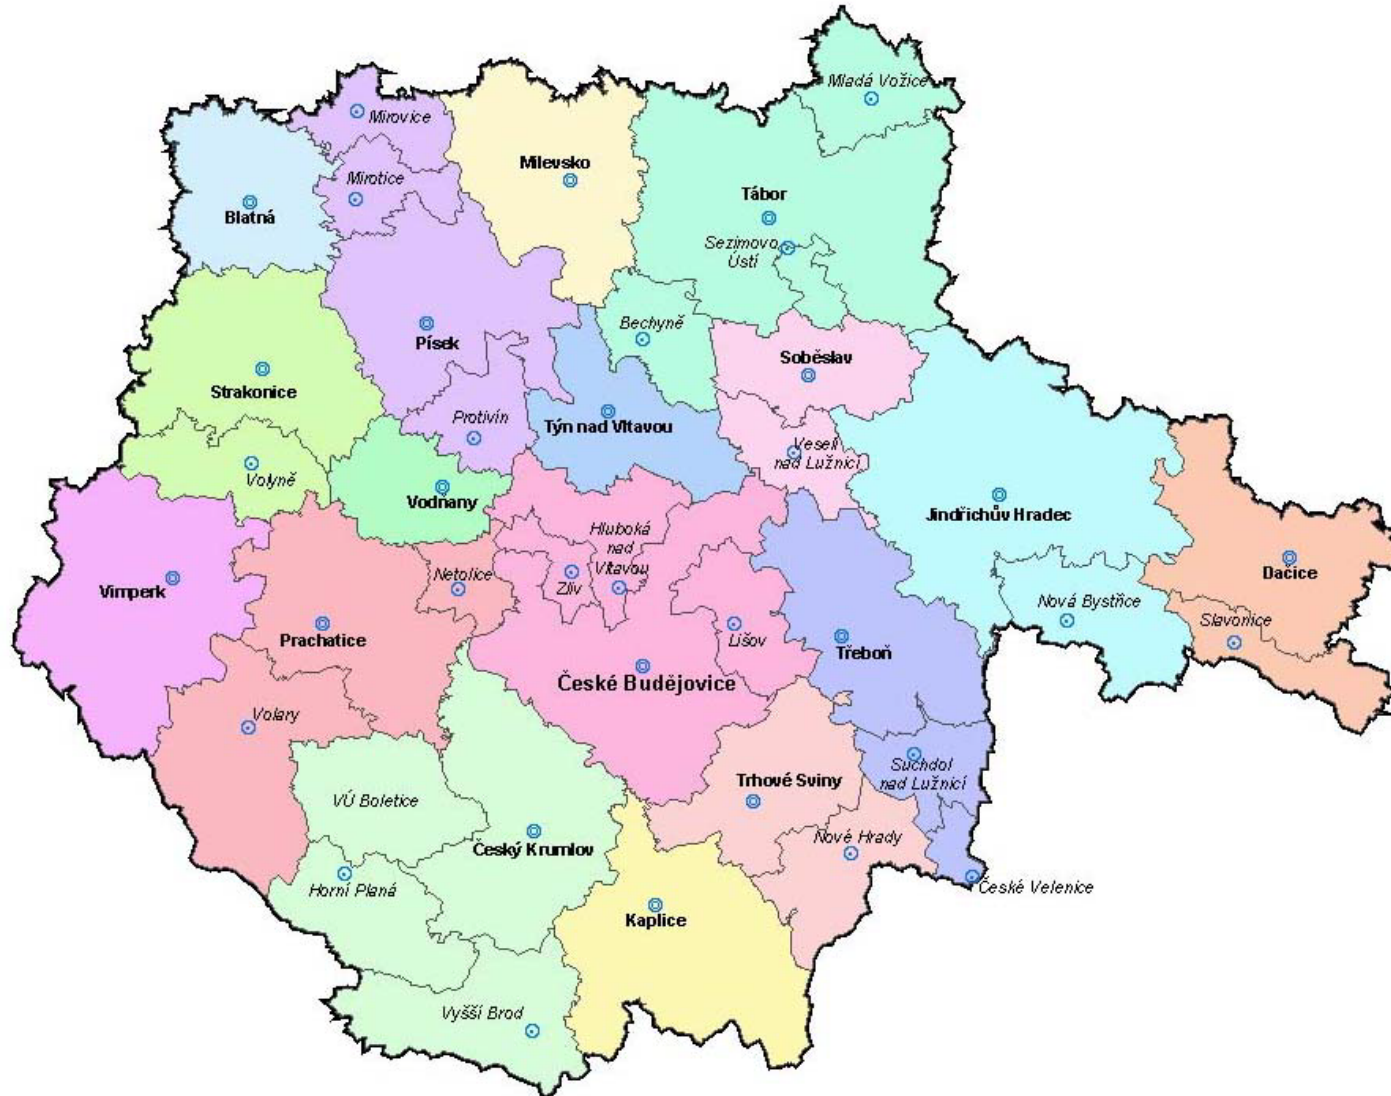 Mladá Vožice
Mirovice
Milevsko
Mirotice
Tábor
Blatná
Sezimovo
Ústí
Bechyně
Písek
Soběslav
Strakonice
Protivín
Týn nad Vltavou
Veselí
nad Lužnicí
Volyně
Vodňany
Jindřichův Hradec
Hluboká
nad
Vltavou
Dačice
Netolice
Zliv
Vimperk
Nová Bystřice
Slavonice
Prachatice
Lišov
Třeboň
České Budějovice
Volary
Suchdol
nad Lužnicí
Trhové Sviny
VÚ Boletice
Nové Hrady
Český Krumlov
Horní Planá
České Velenice
Kaplice
Vyšší Brod